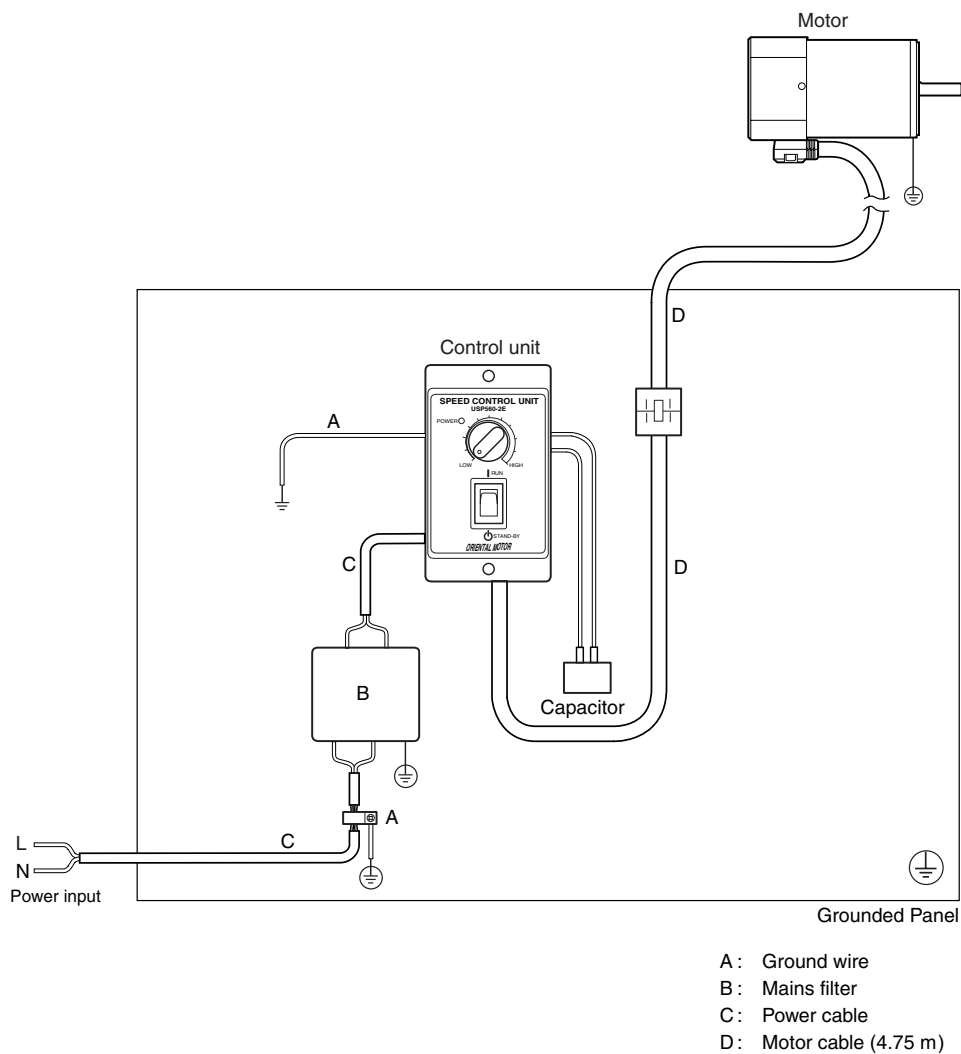 Motor
D
Control unit
SPEED CONTROL UNIT
USP560-2E
POWER
LOW
HIGH
RUN
STAND-BY
ORIENTAL MOTOR
A
C
D
B
Capacitor
A
L
C
N
Power input
Grounded Panel
A : Ground wire
B : Mains filter
C : Power cable
D : Motor cable (4.75 m)